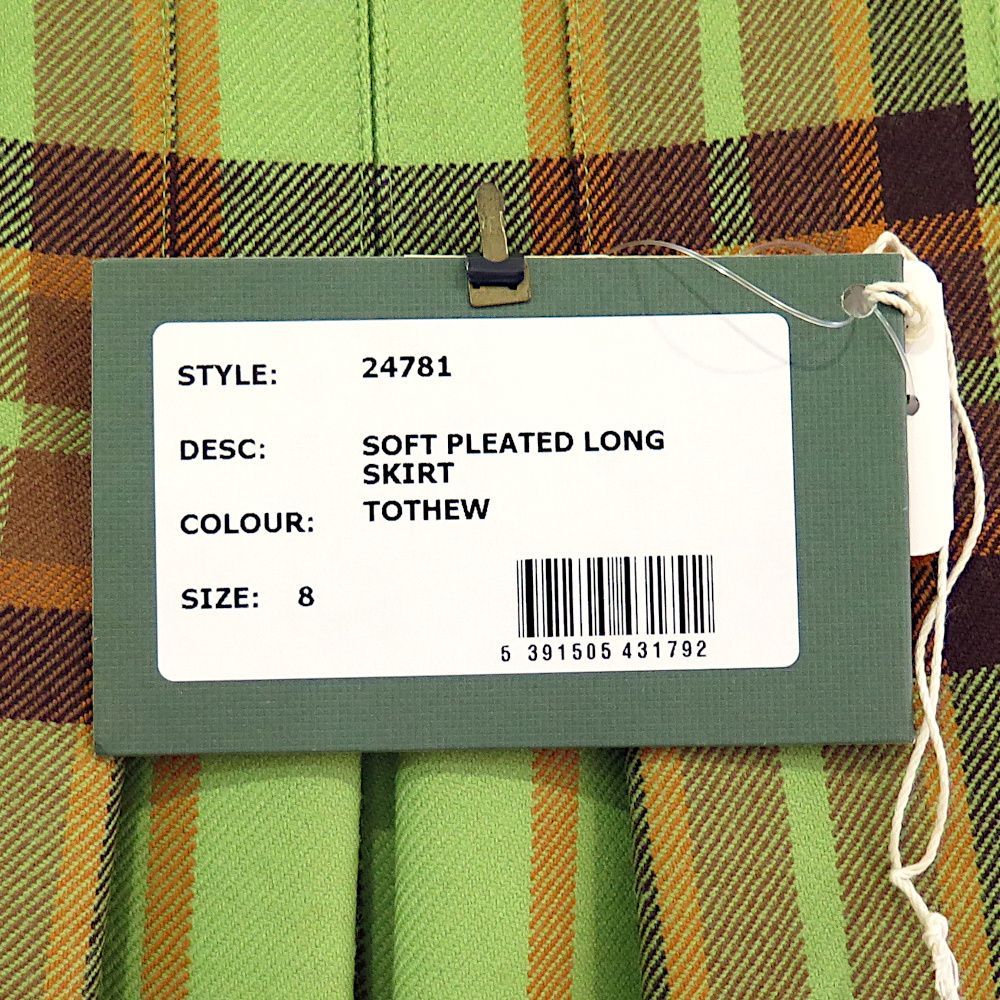 STYLE: 24781
DESC: SOFT PLEATED LONG
SKIRT
COLOUR: TOTHEW
SIZE: 8
5 391505 431792